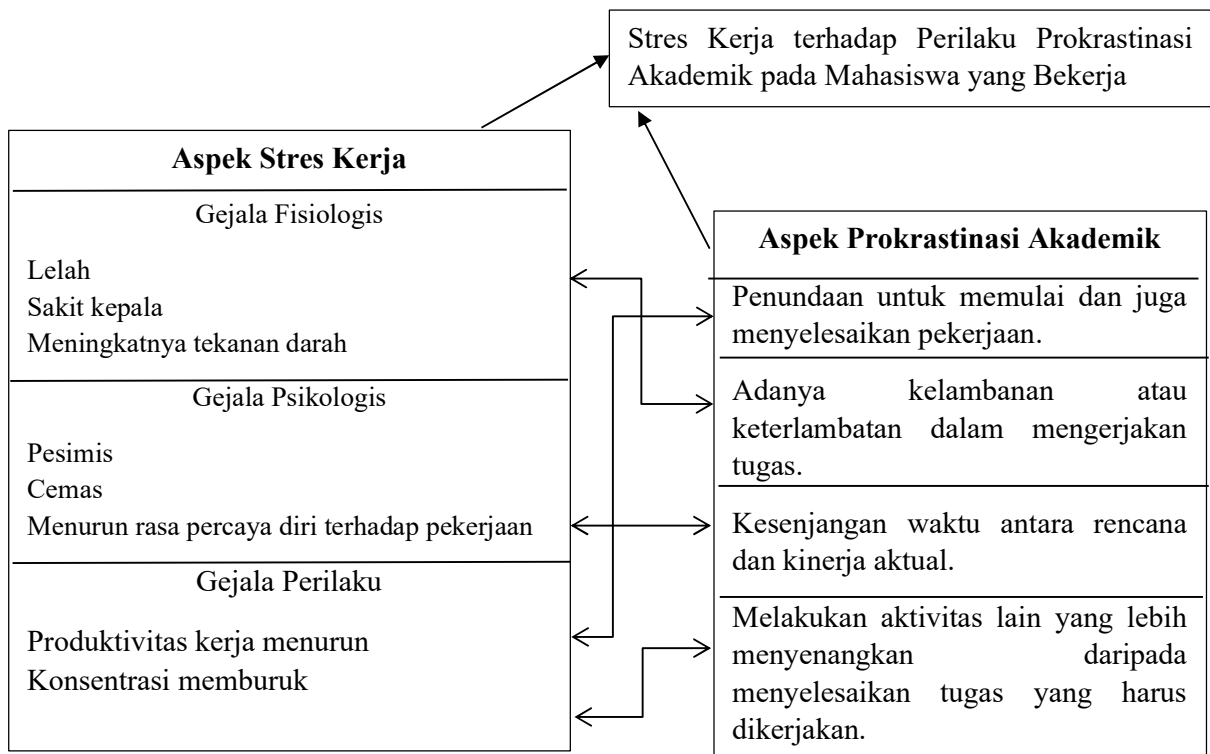 Stres Kerja terhadap Perilaku Prokrastinasi
Akademik pada Mahasiswa yang Bekerja
Aspek Stres Kerja
Gejala Fisiologis
Lelah
Sakit kepala
Meningkatnya tekanan darah
Gejala Psikologis
Pesimis
Cemas
Menurun rasa percaya diri terhadap pekerjaan
Gejala Perilaku
Produktivitas kerja menurun
Konsentrasi memburuk
Aspek Prokrastinasi Akademik
Penundaan untuk memulai dan juga
menyelesaikan pekerjaan.
Adanya kelambanan atau
keterlambatan dalam mengerjakan
tugas.
Kesenjangan waktu antara rencana
dan kinerja aktual.
Melakukan aktivitas lain yang lebih
menyenangkan daripada
menyelesaikan tugas yang harus
dikerjakan.